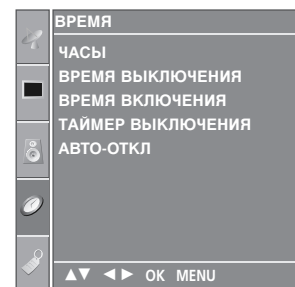 ВРЕМЯ
ЧАСЫ
ВРЕМЯ ВЫКЛЮЧЕНИЯ
ВРЕМЯ ВКЛЮЧЕНИЯ
ТАЙМЕР ВЫКЛЮЧЕНИЯ
АВТО-ОТКЛ
▲▼ ◄► OK MENU